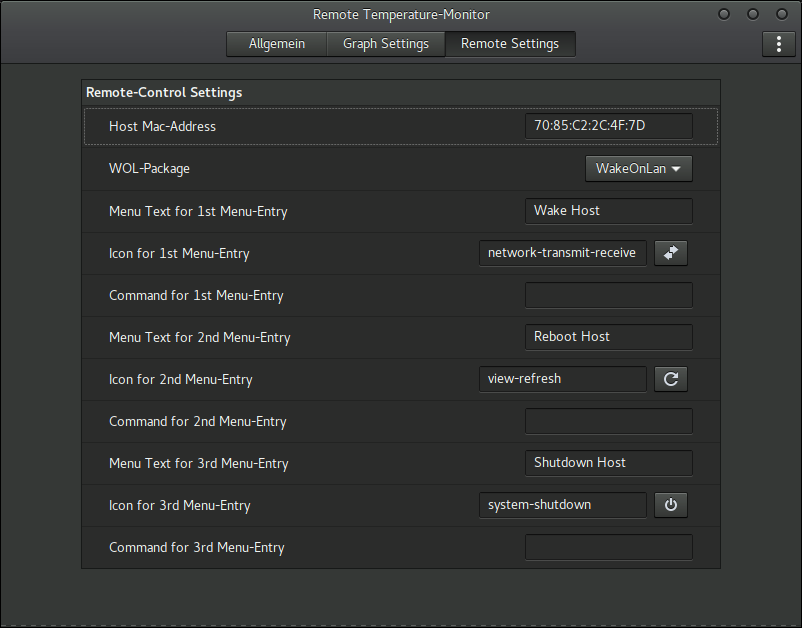 Remote Temperature-Monitor
Allgemein Graph Settings Remote Settings
Remote-Control Settings
Host Mac-Address 70:85:C2:2C:4F:7D
WOL-Package WakeOnLan
Menu Text for 1st Menu-Entry Wake Host
Icon for 1st Menu-Entry network-transmit-receive
Command for 1st Menu-Entry
Menu Text for 2nd Menu-Entry Reboot Host
Icon for 2nd Menu-Entry view-refresh
Command for 2nd Menu-Entry
Menu Text for 3rd Menu-Entry Shutdown Host
Icon for 3rd Menu-Entry system-shutdown
Command for 3rd Menu-Entry